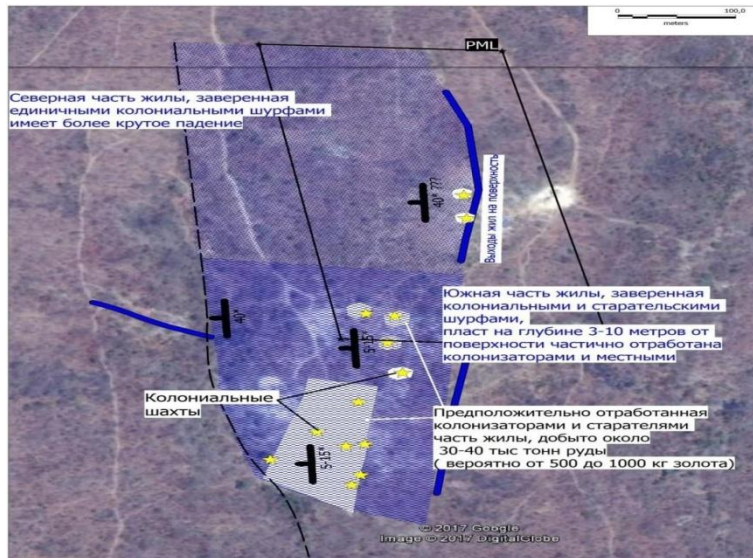 0 100,0
meters
PML
Северная часть жилы, заверенная
единичными колониальными шурфами
имеет более крутое падение
40° ???
Выходы жил на поверхность
40°
5-15°
Южная часть жилы, заверенная
колониальными и старательскими
шурфами,
пласт на глубине 3-10 метров от
поверхности частично отработана
колонизаторами и местными
Колониальные
шахты
Предположительно отработанная
колонизаторами и старателями
часть жилы, добыто около
30-40 тыс тонн руды
( вероятно от 500 до 1000 кг золота)
5-15°
© 2017 Google
Image © 2017 DigitalGlobe